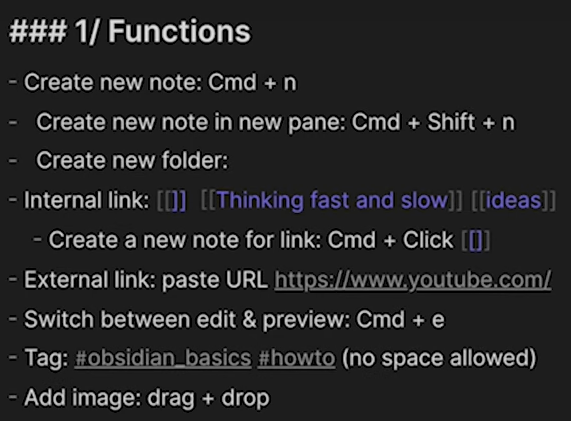 ### 1/ Functions
- Create new note: Cmd + n
- Create new note in new pane: Cmd + Shift + n
- Create new folder:
- Internal link: [[]] [[Thinking fast and slow]] [[ideas]]
- Create a new note for link: Cmd + Click [[]]
- External link: paste URL https://www.youtube.com/
- Switch between edit & preview: Cmd + e
- Tag: #obsidian_basics #howto (no space allowed)
- Add image: drag + drop